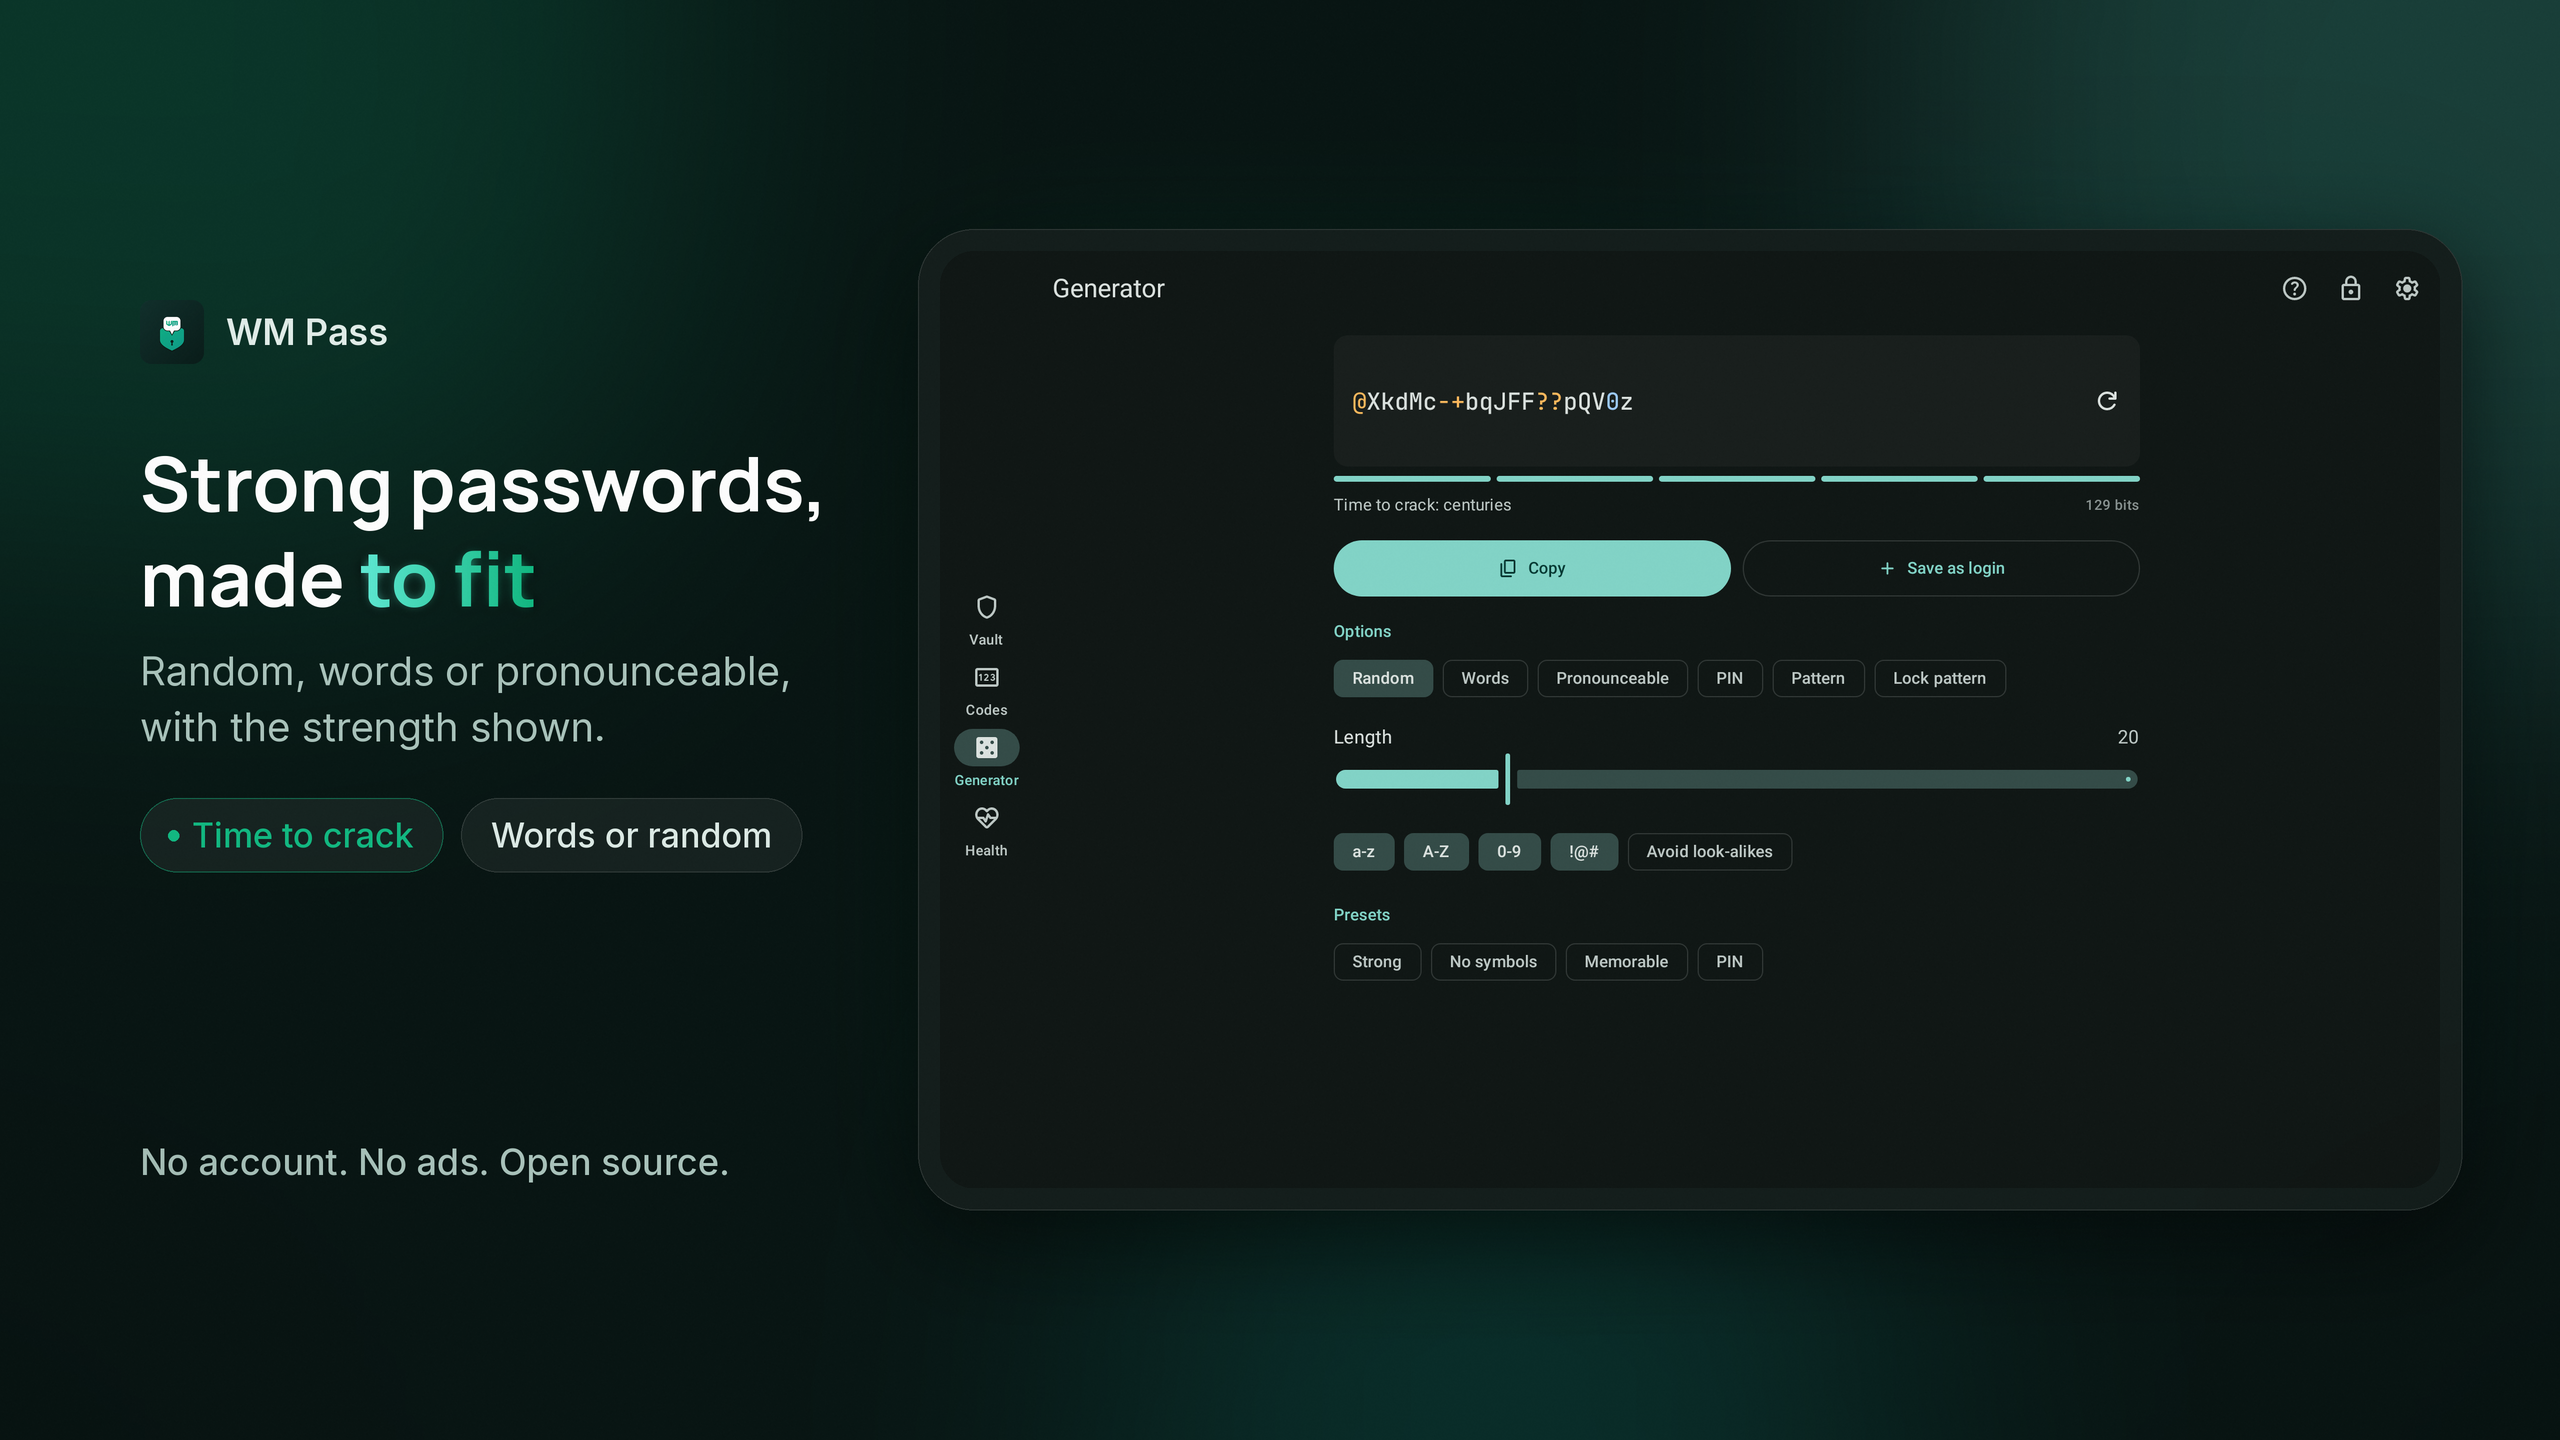 WM Pass
Strong passwords,
made to fit
Random, words or pronounceable,
with the strength shown.
Time to crack
Words or random
No account. No ads. Open source.
Generator
@XkdMc-+bqJFF??pQV0z
Time to crack: centuries
129 bits
Copy
Save as login
Options
Random
Words
Pronounceable
PIN
Pattern
Lock pattern
Length
20
a-z
A-Z
0-9
!@#
Avoid look-alikes
Presets
Strong
No symbols
Memorable
PIN
Vault
123
Codes
Generator
Health